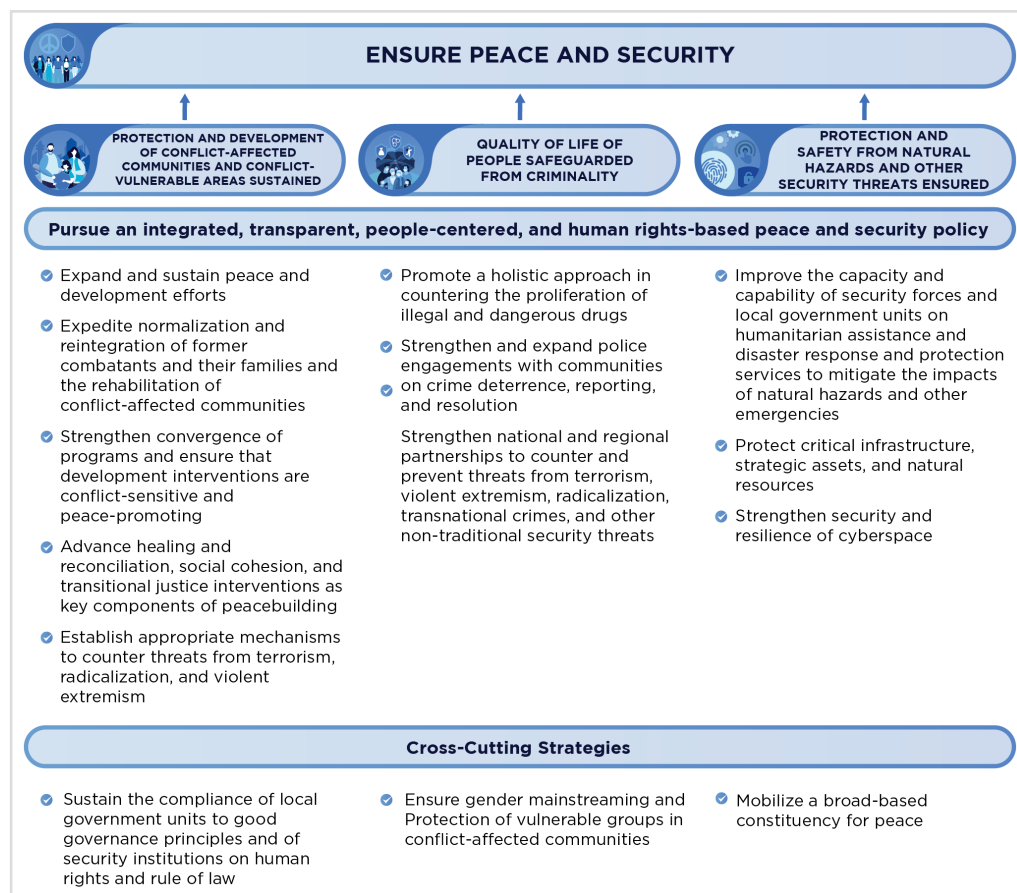 ENSURE PEACE AND SECURITY
PROTECTION AND DEVELOPMENT
OF CONFLICT-AFFECTED
COMMUNITIES AND CONFLICT-
VULNERABLE AREAS SUSTAINED
QUALITY OF LIFE OF
PEOPLE SAFEGUARDED
FROM CRIMINALITY
PROTECTION AND
SAFETY FROM NATURAL
HAZARDS AND OTHER
SECURITY THREATS ENSURED
Pursue an integrated, transparent, people-centered, and human rights-based peace and security policy
Expand and sustain peace and
development efforts
Expedite normalization and
reintegration of former
combatants and their families and
the rehabilitation of
conflict-affected communities
Strengthen convergence of
programs and ensure that
development interventions are
conflict-sensitive and
peace-promoting
Advance healing and
reconciliation, social cohesion, and
transitional justice interventions as
key components of peacebuilding
Establish appropriate mechanisms
to counter threats from terrorism,
radicalization, and violent
extremism
Promote a holistic approach in
countering the proliferation of
illegal and dangerous drugs
Strengthen and expand police
engagements with communities
on crime deterrence, reporting,
and resolution
Strengthen national and regional
partnerships to counter and
prevent threats from terrorism,
violent extremism, radicalization,
transnational crimes, and other
non-traditional security threats
Improve the capacity and
capability of security forces and
local government units on
humanitarian assistance and
disaster response and protection
services to mitigate the impacts
of natural hazards and other
emergencies
Protect critical infrastructure,
strategic assets, and natural
resources
Strengthen security and
resilience of cyberspace
Cross-Cutting Strategies
Sustain the compliance of local
government units to good
governance principles and of
security institutions on human
rights and rule of law
Ensure gender mainstreaming and
Protection of vulnerable groups in
conflict-affected communities
Mobilize a broad-based
constituency for peace